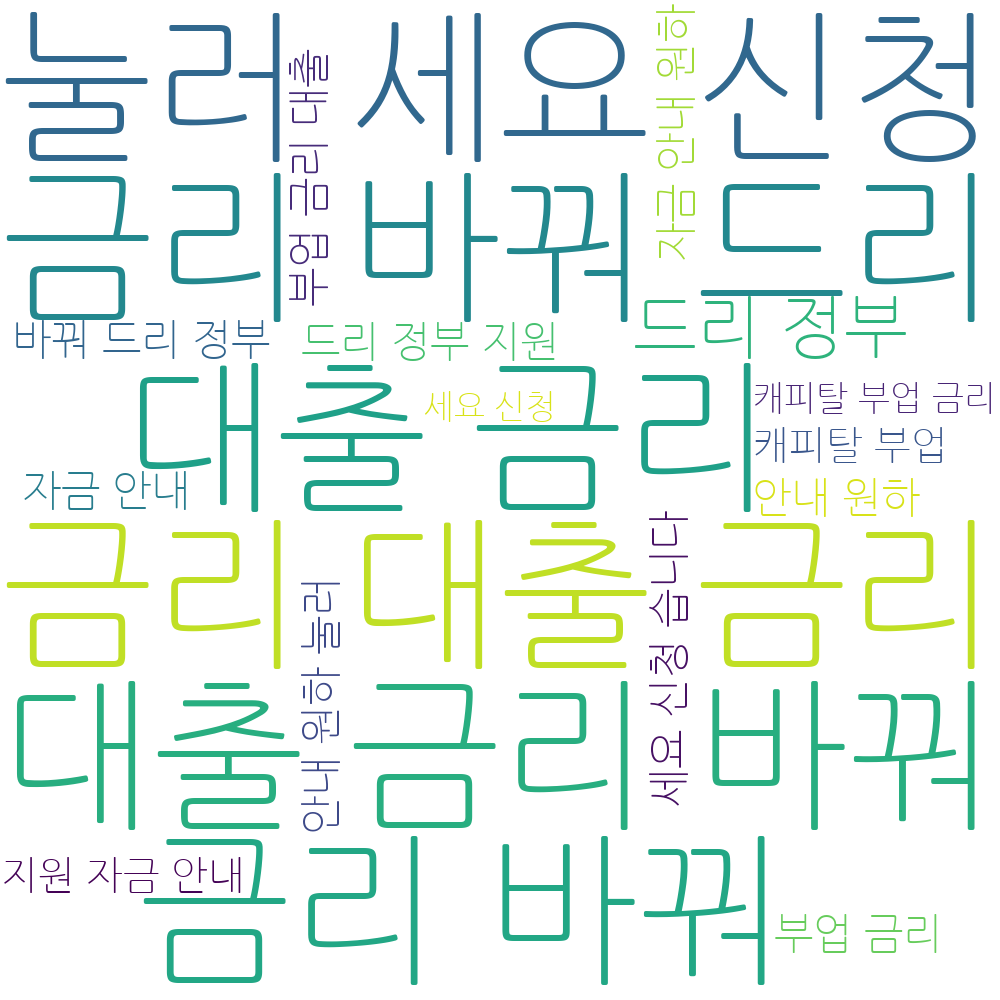 눌러 세요 신청
부업 금리 대출
자금 안내 원하
금리 바꿔 드리
바꿔 드리 정부
드리 정부 지원
드리 정부
대출 금리
세요 신청
캐피탈 부업 금리
캐피탈 부업
자금 안내
안내 원하
금리 대출 금리
안내 원하 눌러
세요 신청 습니다
대출 금리 바꿔
금리 바꿔
지원 자금 안내
부업 금리